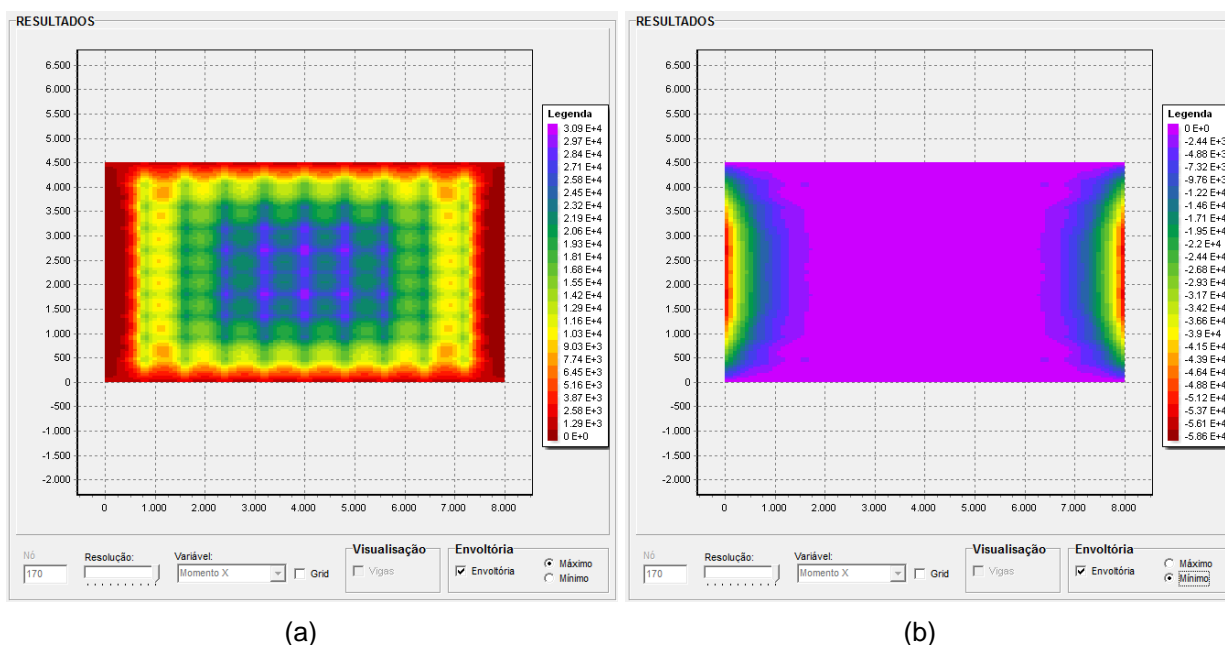 RESULTADOS
6.500
6.000
5.500
5.000
4.500
4.000
3.500
3.000
2.500
2.000
1.500
1.000
500
0
-500
-1.000
-1.500
-2.000
0 1.000 2.000 3.000 4.000 5.000 6.000 7.000 8.000
Legenda
3.09 E+4
2.97 E+4
2.84 E+4
2.71 E+4
2.58 E+4
2.45 E+4
2.32 E+4
2.19 E+4
2.06 E+4
1.93 E+4
1.81 E+4
1.68 E+4
1.55 E+4
1.42 E+4
1.29 E+4
1.16 E+4
1.03 E+4
9.03 E+3
7.74 E+3
6.45 E+3
5.16 E+3
3.87 E+3
2.58 E+3
1.29 E+3
0 E+0
Nó
170
Resolução:
Variável:
Momento X
Grid
Visualisação
Vigas
Envoltória
Envoltória
Máximo
Mínimo
(a)
RESULTADOS
6.500
6.000
5.500
5.000
4.500
4.000
3.500
3.000
2.500
2.000
1.500
1.000
500
0
-500
-1.000
-1.500
-2.000
0 1.000 2.000 3.000 4.000 5.000 6.000 7.000 8.000
Legenda
0 E+0
-2.44 E+3
-4.88 E+3
-7.32 E+3
-9.76 E+3
-1.22 E+4
-1.46 E+4
-1.71 E+4
-1.95 E+4
-2.2 E+4
-2.44 E+4
-2.68 E+4
-2.93 E+4
-3.17 E+4
-3.42 E+4
-3.66 E+4
-3.9 E+4
-4.15 E+4
-4.39 E+4
-4.64 E+4
-4.88 E+4
-5.12 E+4
-5.37 E+4
-5.61 E+4
-5.86 E+4
Nó
170
Resolução:
Variável:
Momento X
Grid
Visualisação
Vigas
Envoltória
Envoltória
Máximo
Mínimo
(b)